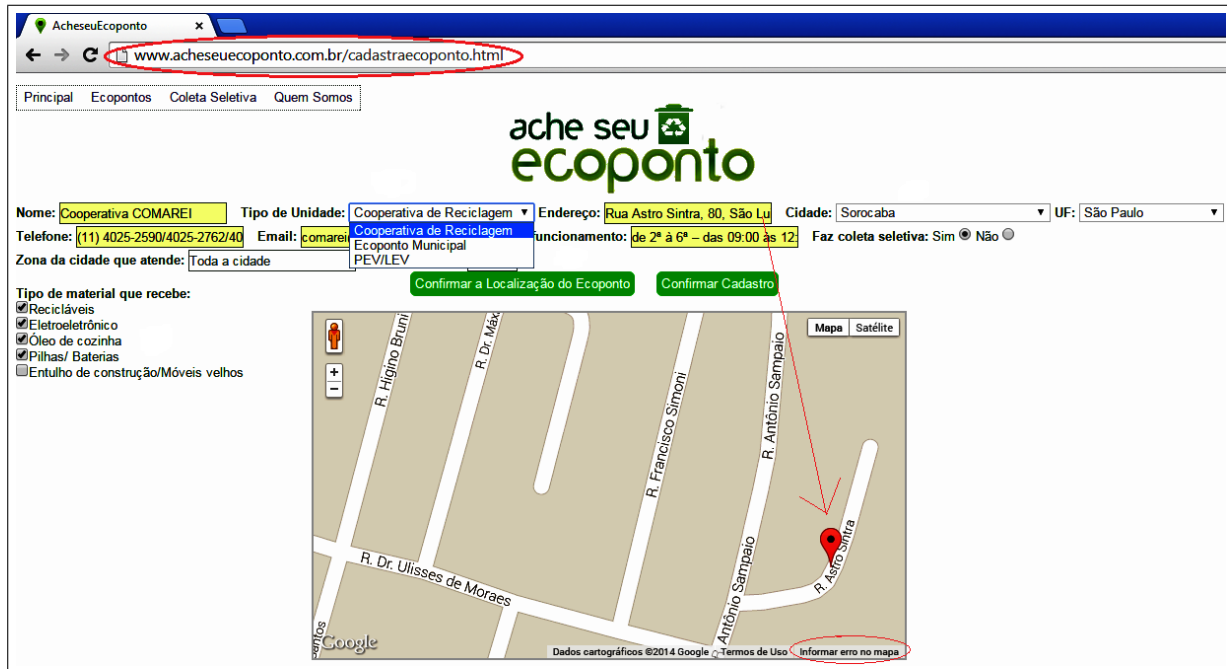 AcheseuEcoponto
www.acheseuecoponto.com.br/cadastraecoponto.html
Principal Ecopontos Coleta Seletiva Quem Somos
ache seu
ecoponto
Nome: Cooperativa COMAREI Tipo de Unidade: Cooperativa de Reciclagem Endereço: Rua Astro Sintra, 80, São Lu Cidade: Sorocaba UF: São Paulo
Telefone: (11) 4025-2590/4025-2762/40 Email: comarei funcionamento: de 2ª à 6ª – das 09:00 às 12: Faz coleta seletiva: Sim Não
Cooperativa de Reciclagem
Ecoponto Municipal
PEV/LEV
Zona da cidade que atende: Toda a cidade
Confirmar a Localização do Ecoponto Confirmar Cadastro
Tipo de material que recebe:
Recicláveis
Eletroeletrônico
Óleo de cozinha
Pilhas/ Baterias
Entulho de construção/Móveis velhos
Mapa Satélite
R. Higino Bruni
R. Dr. Máx
R. Francisco Simoni
R. Antônio Sampaio
R. Astro Sintra
R. Dr. Ulisses de Moraes
Antônio Sampaio
antos
Google
Dados cartográficos ©2014 Google Termos de Uso Informar erro no mapa